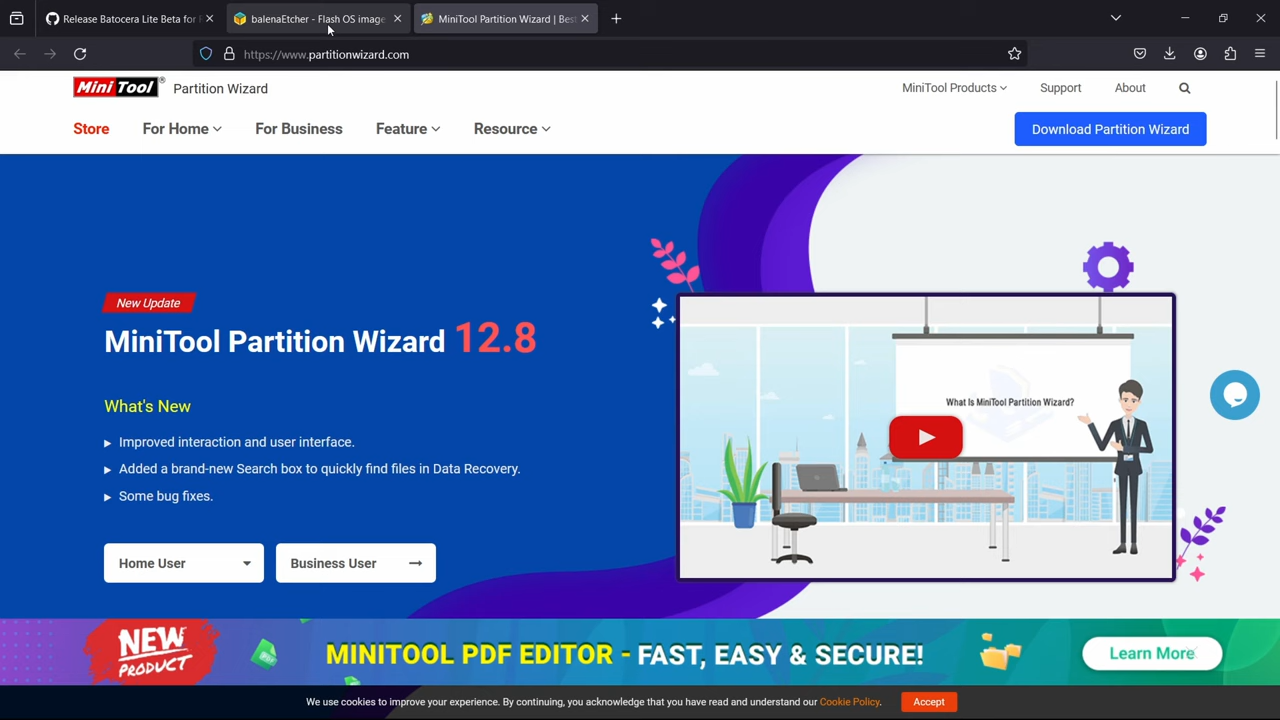 Release Batocera Lite Beta for F
balenaEtcher - Flash OS image
MiniTool Partition Wizard | Bes
https://www.partitionwizard.com
Mini Tool® Partition Wizard
MiniTool Products
Support
About
Store
For Home
For Business
Feature
Resource
Download Partition Wizard
New Update
MiniTool Partition Wizard 12.8
What's New
Improved interaction and user interface.
Added a brand-new Search box to quickly find files in Data Recovery.
Some bug fixes.
Home User
Business User
What Is MiniTool Partition Wizard?
NEW
PRODUCT
MINITOOL PDF EDITOR - FAST, EASY & SECURE!
Learn More
We use cookies to improve your experience. By continuing, you acknowledge that you have read and understand our Cookie Policy.
Accept